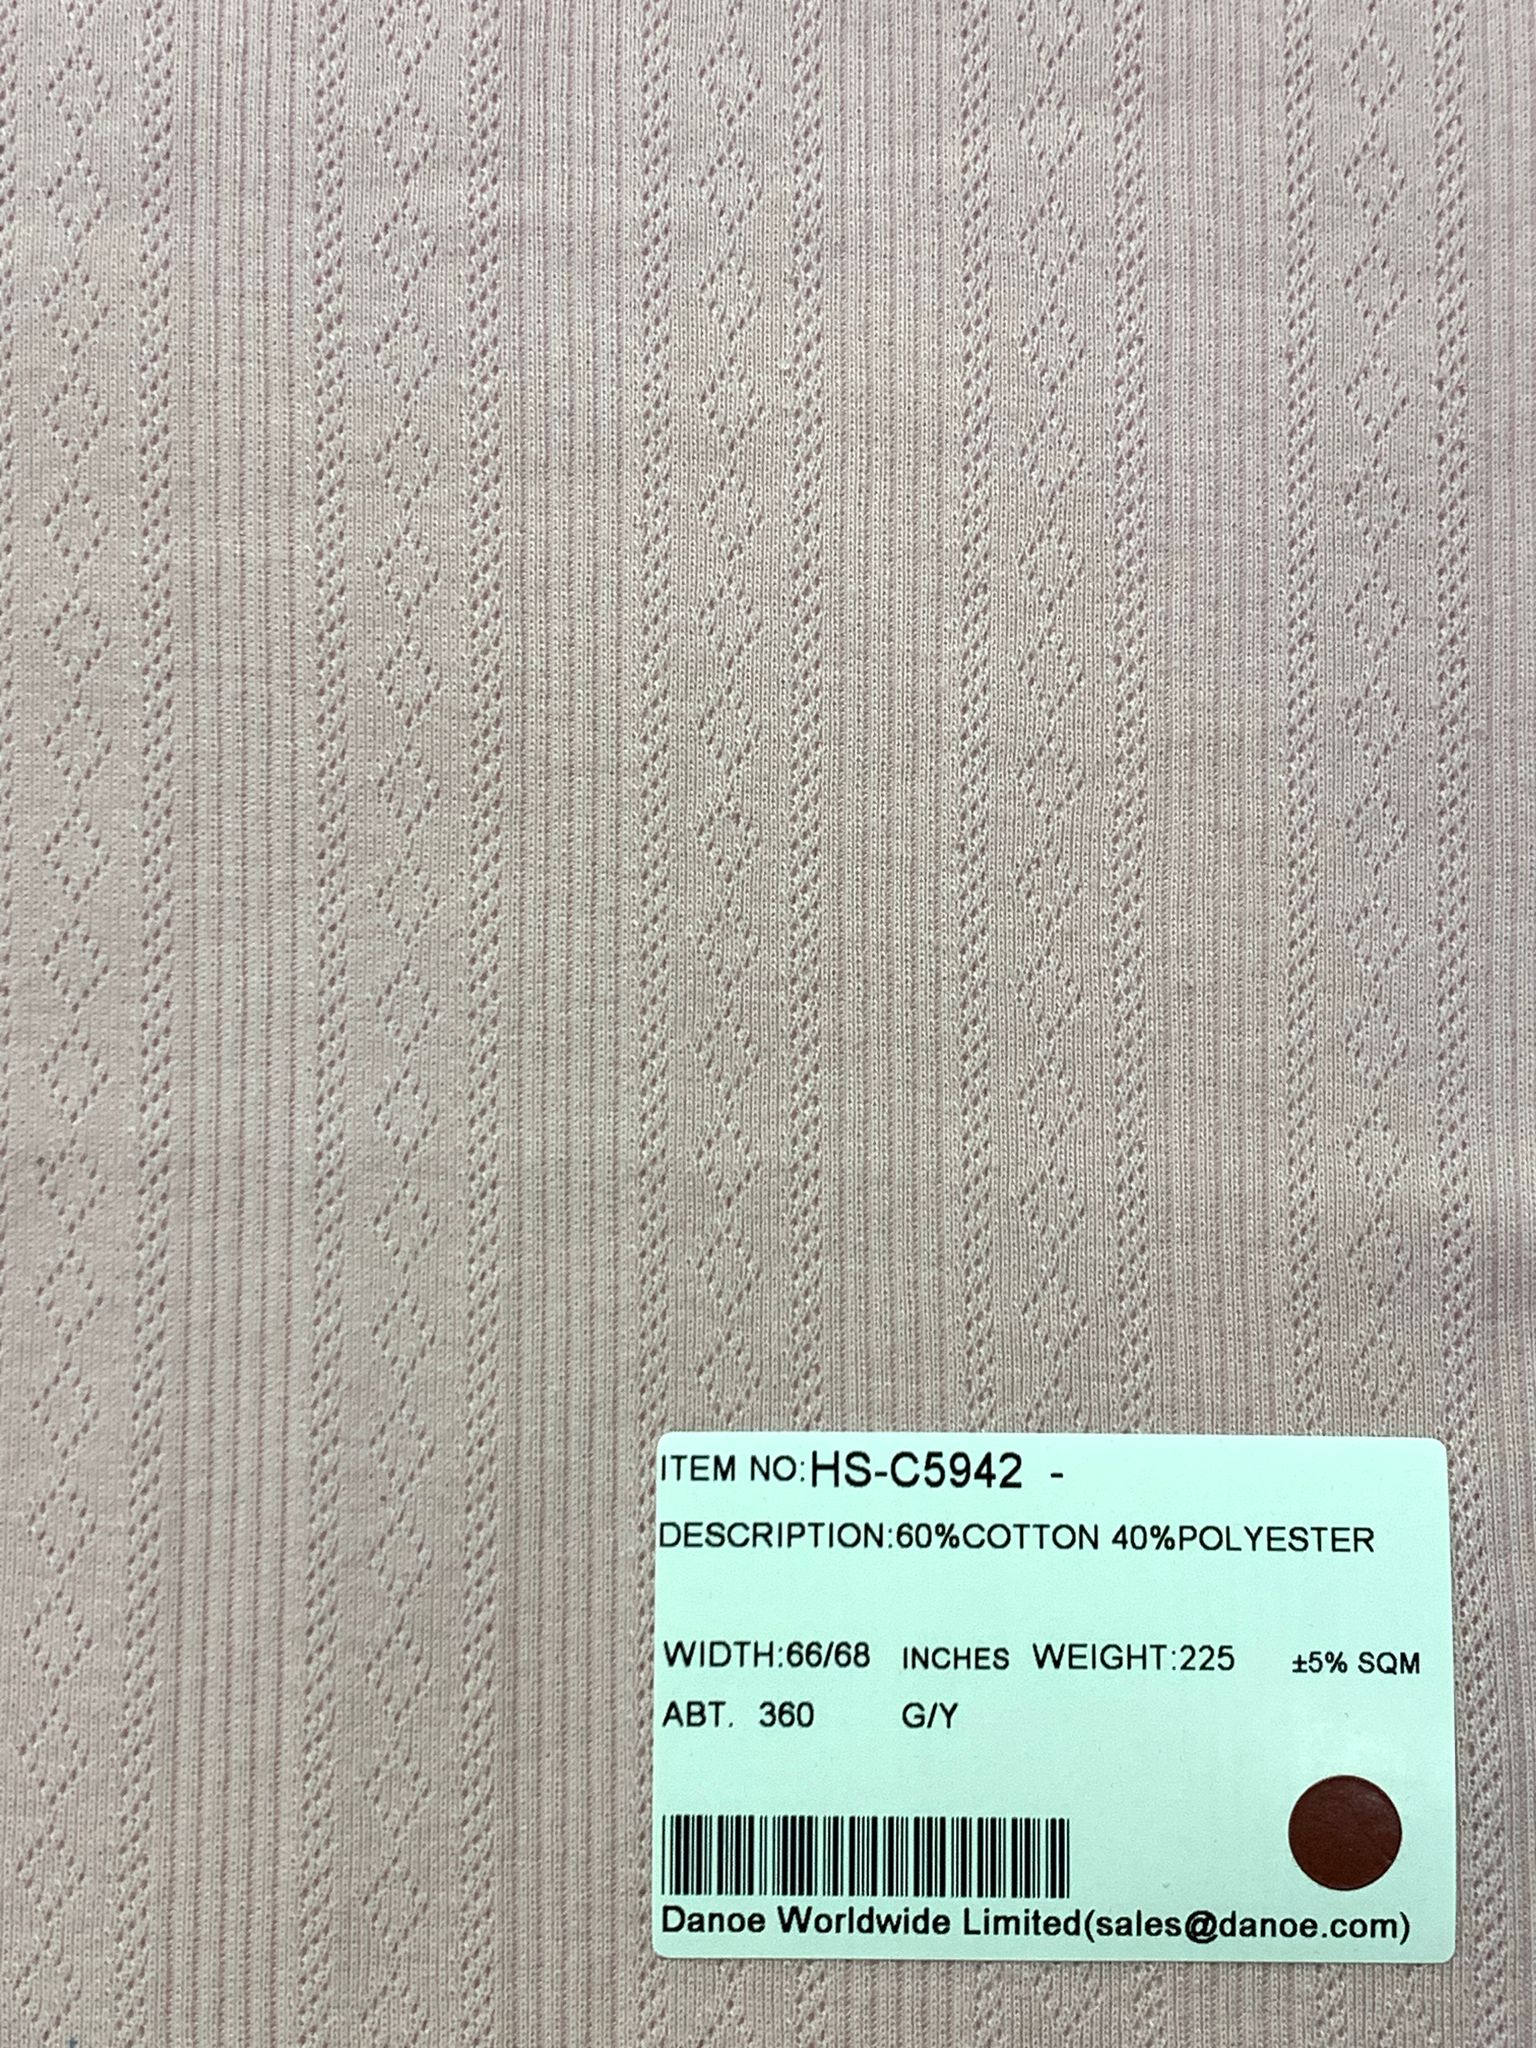 ITEM NO:HS-C5942 -
DESCRIPTION:60%COTTON 40%POLYESTER
WIDTH:66/68 INCHES WEIGHT:225 ±5% SQM
ABT. 360 G/Y
Danoe Worldwide Limited(sales@danoe.com)